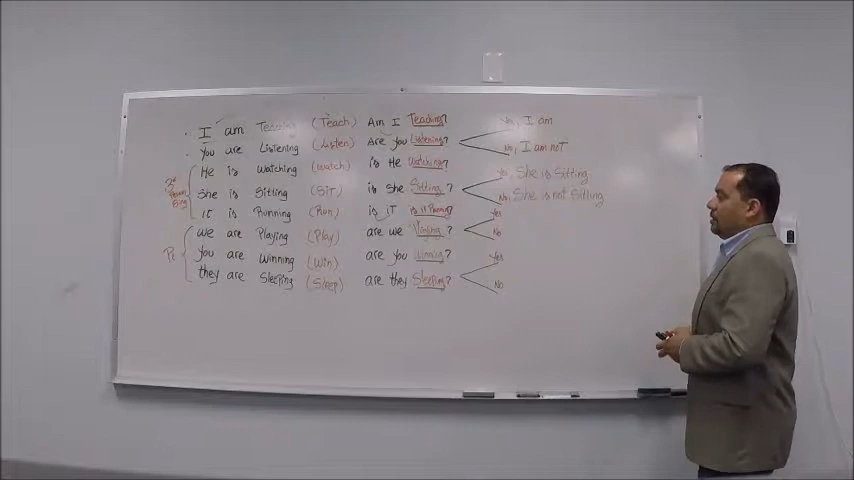 I am Teaching (Teach) Am I Teaching? Yes, I am
You are Listening (Listen) Are you Listening? No, I am not
He is watching (watch) is He watching?
She is Sitting (Sit) is She Sitting? Yes, She is Sitting
No, She is not Sitting
IT is Running (Run) is iT Yes
we are Playing (Play) are we Playing? No
you are winning (win) are you winning? Yes
they are Sleeping (Sleep) are they Sleeping? No